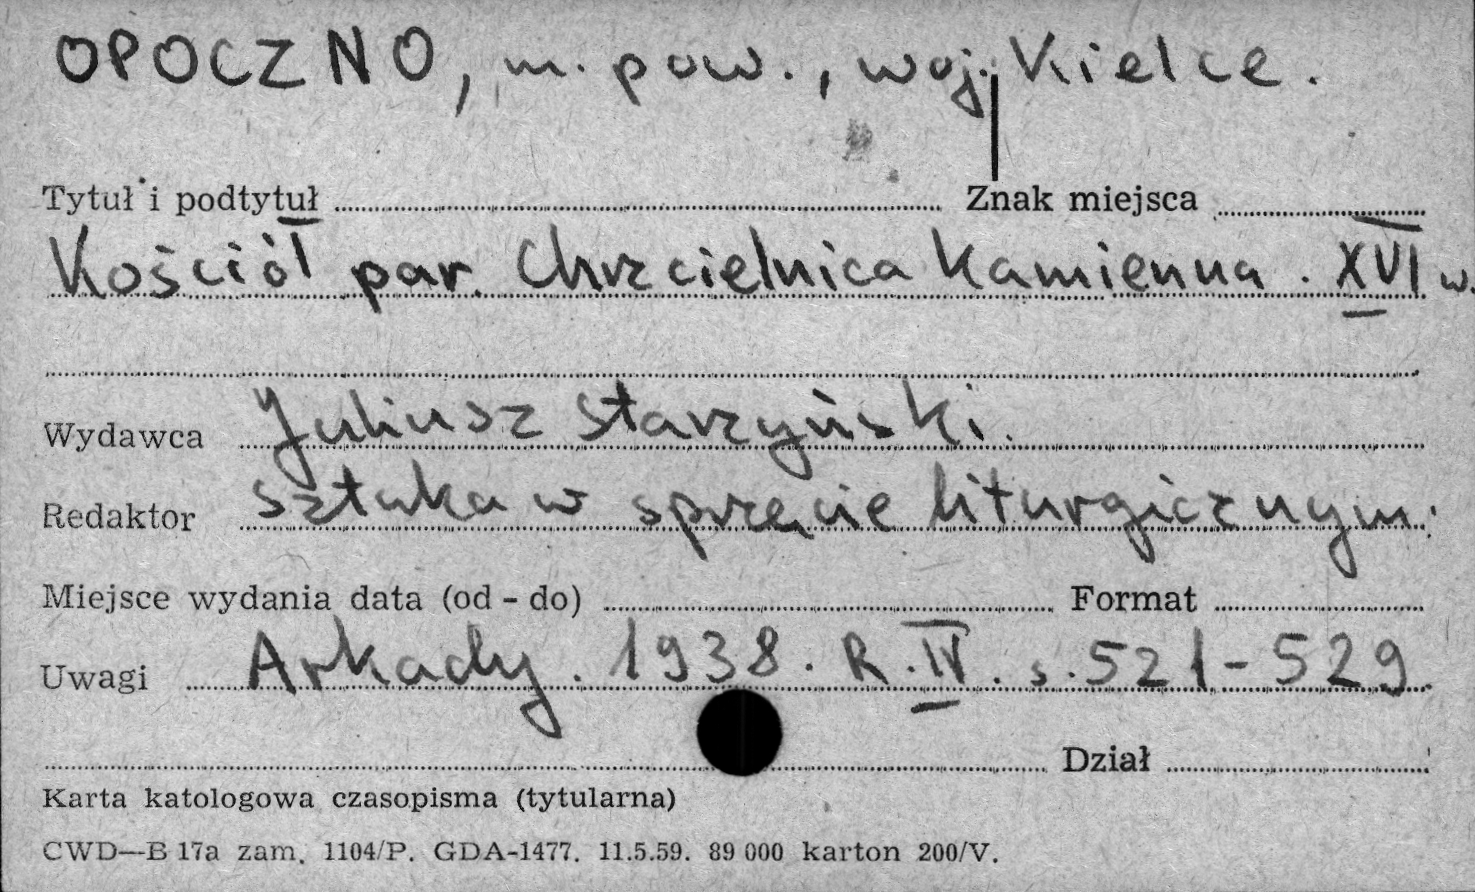 OPOCZNO, m. pow., woj. Kielce.
Tytuł i podtytuł Znak miejsca
Kościół par. Chrzcielnica kamienna. XVI w.
Wydawca Juliusz Starzyński.
Redaktor Sztuka w sprzęcie liturgicznym.
Miejsce wydania data (od - do) Format
Uwagi Arkady. 1938. R. IV. s. 521-529.
Dział
Karta katologowa czasopisma (tytularna)
CWD—B 17a zam. 1104/P. GDA-1477. 11.5.59. 89 000 karton 200/V.